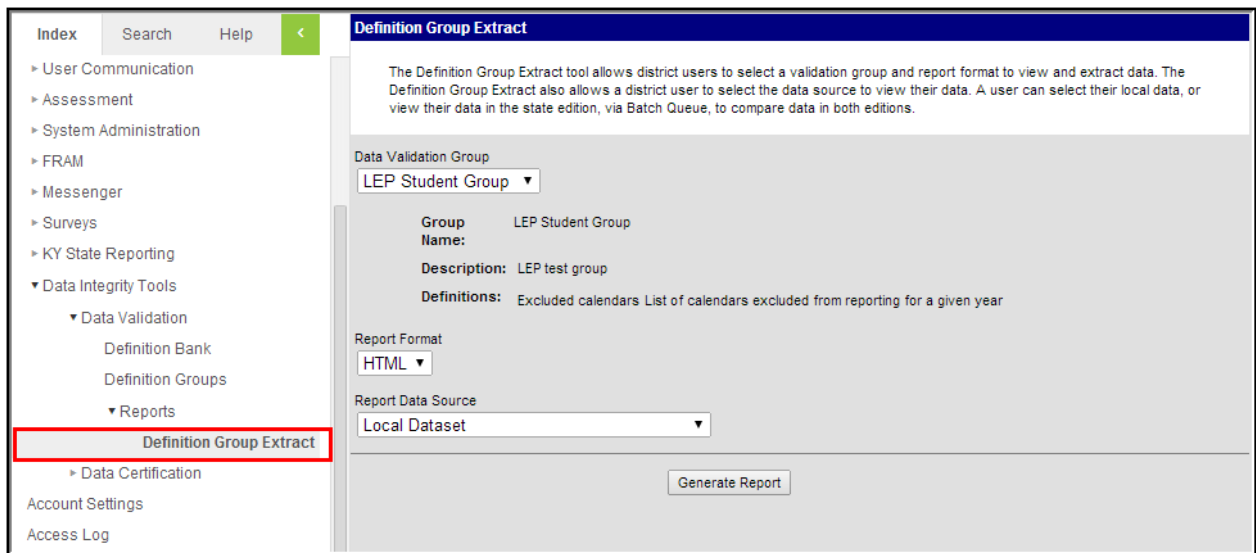 Index Search Help <
User Communication
Assessment
System Administration
FRAM
Messenger
Surveys
KY State Reporting
Data Integrity Tools
Data Validation
Definition Bank
Definition Groups
Reports
Definition Group Extract
Data Certification
Account Settings
Access Log
Definition Group Extract
The Definition Group Extract tool allows district users to select a validation group and report format to view and extract data. The
Definition Group Extract also allows a district user to select the data source to view their data. A user can select their local data, or
view their data in the state edition, via Batch Queue, to compare data in both editions.
Data Validation Group
LEP Student Group
Group LEP Student Group
Name:
Description: LEP test group
Definitions: Excluded calendars List of calendars excluded from reporting for a given year
Report Format
HTML
Report Data Source
Local Dataset
Generate Report